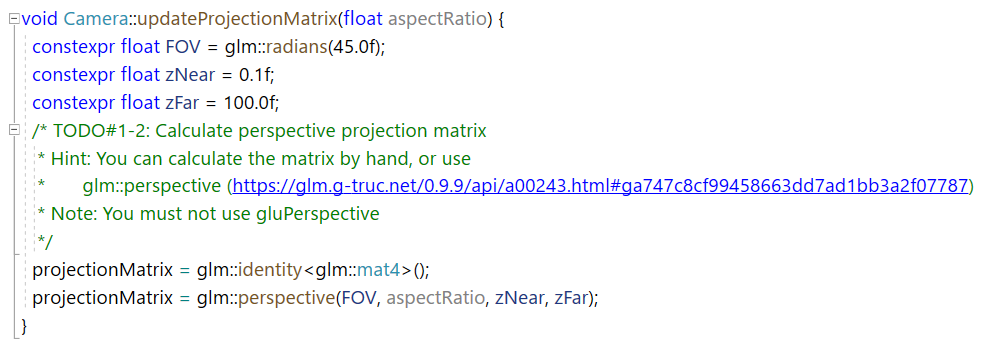 void Camera::updateProjectionMatrix(float aspectRatio) {
constexpr float FOV = glm::radians(45.0f);
constexpr float zNear = 0.1f;
constexpr float zFar = 100.0f;
/* TODO#1-2: Calculate perspective projection matrix
* Hint: You can calculate the matrix by hand, or use
* glm::perspective (https://glm.g-truc.net/0.9.9/api/a00243.html#ga747c8cf99458663dd7ad1bb3a2f07787)
* Note: You must not use gluPerspective
*/
projectionMatrix = glm::identity<glm::mat4>();
projectionMatrix = glm::perspective(FOV, aspectRatio, zNear, zFar);
}